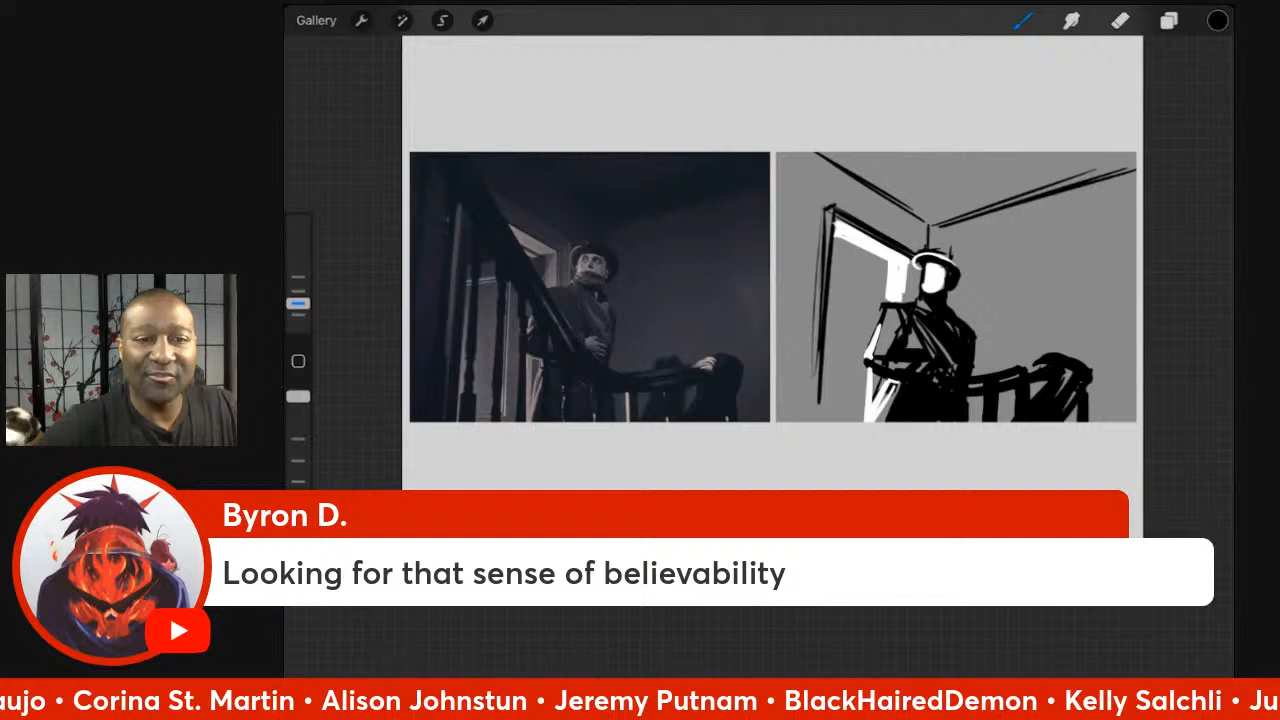 Gallery
Byron D.
Looking for that sense of believability
aujo • Corina St. Martin • Alison Johnstun • Jeremy Putnam • BlackHairedDemon • Kelly Salchli • Ju